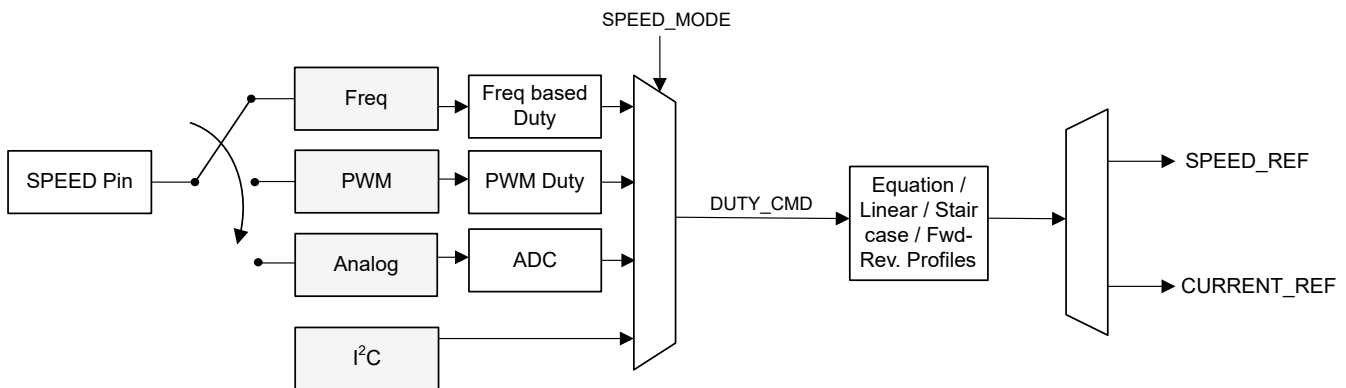 SPEED_MODE
Freq
Freq based
Duty
SPEED Pin
PWM
PWM Duty
Analog
ADC
I²C
DUTY_CMD
Equation /
Linear / Stair
case / Fwd-
Rev. Profiles
SPEED_REF
CURRENT_REF